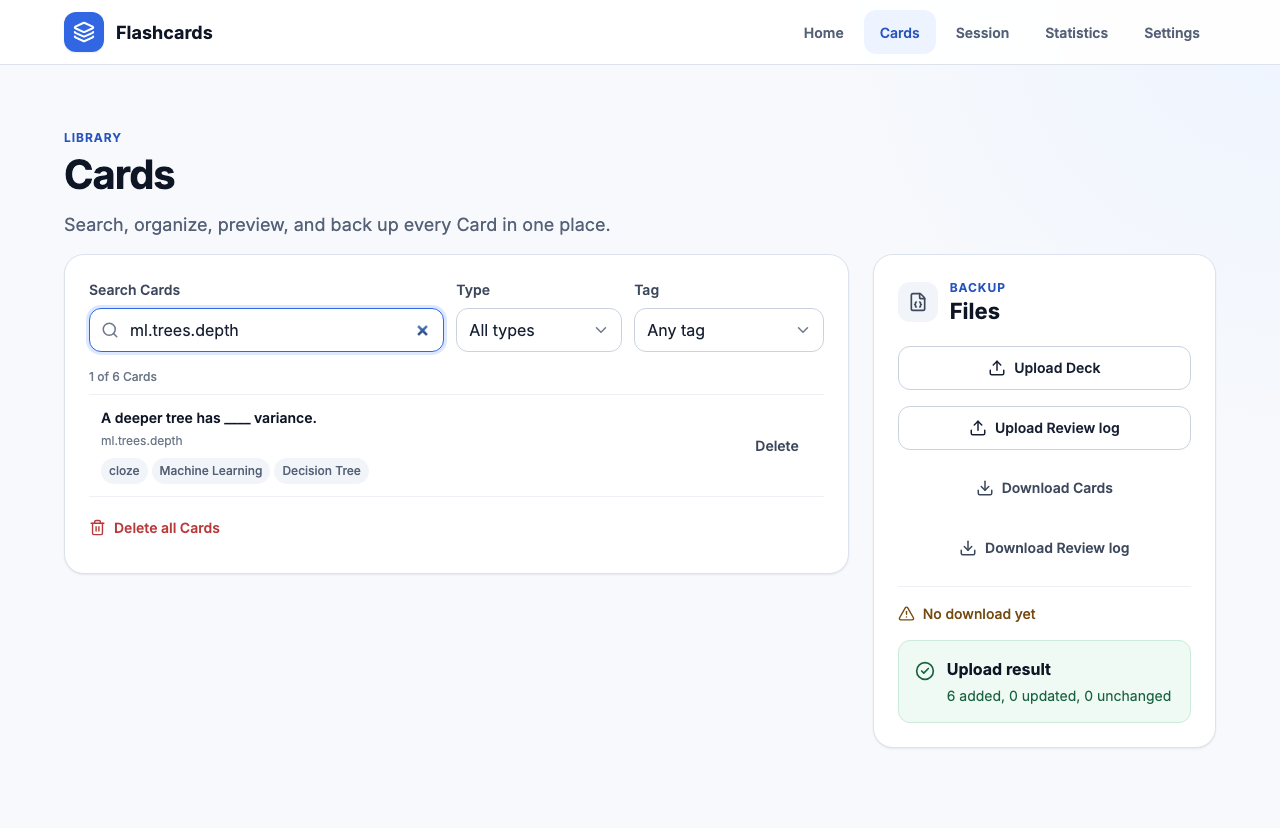 Flashcards
Home
Cards
Session
Statistics
Settings
LIBRARY
Cards
Search, organize, preview, and back up every Card in one place.
Search Cards
Type
Tag
ml.trees.depth
All types
Any tag
1 of 6 Cards
A deeper tree has ____ variance.
ml.trees.depth
cloze
Machine Learning
Decision Tree
Delete
Delete all Cards
BACKUP
Files
Upload Deck
Upload Review log
Download Cards
Download Review log
No download yet
Upload result
6 added, 0 updated, 0 unchanged